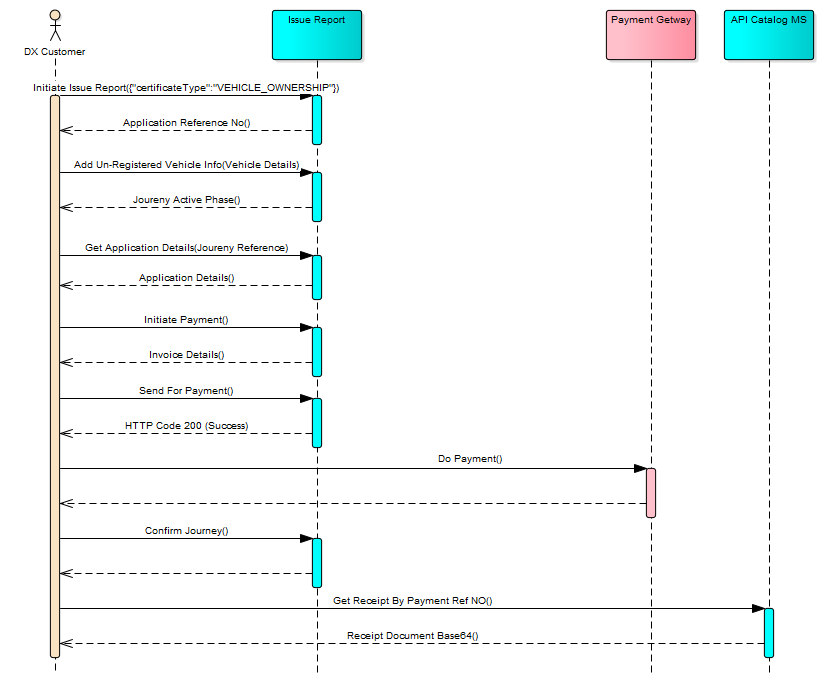 Issue Report
Payment Getway
API Catalog MS
DX Customer
Initiate Issue Report({"certificateType":"VEHICLE_OWNERSHIP"})
Application Reference No()
Add Un-Registered Vehicle Info(Vehicle Details)
Joureny Active Phase()
Get Application Details(Joureny Reference)
Application Details()
Initiate Payment()
Invoice Details()
Send For Payment()
HTTP Code 200 (Success)
Do Payment()
Confirm Journey()
Get Receipt By Payment Ref NO()
Receipt Document Base64()